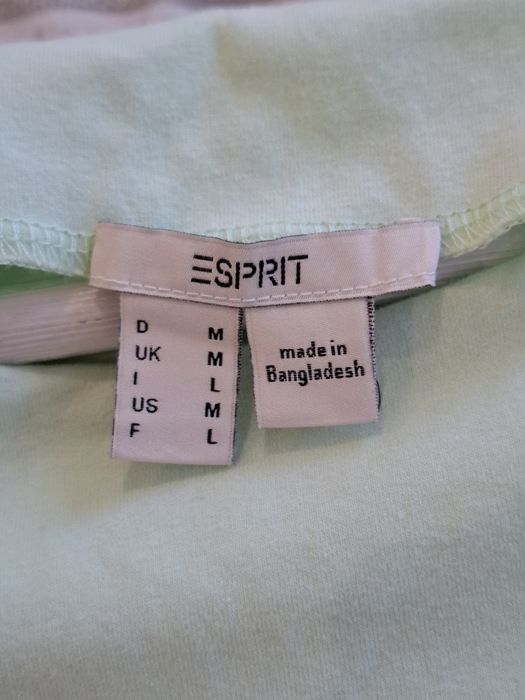 ESPRIT
D M
UK M
I L
US M
F L
made in
Bangladesh